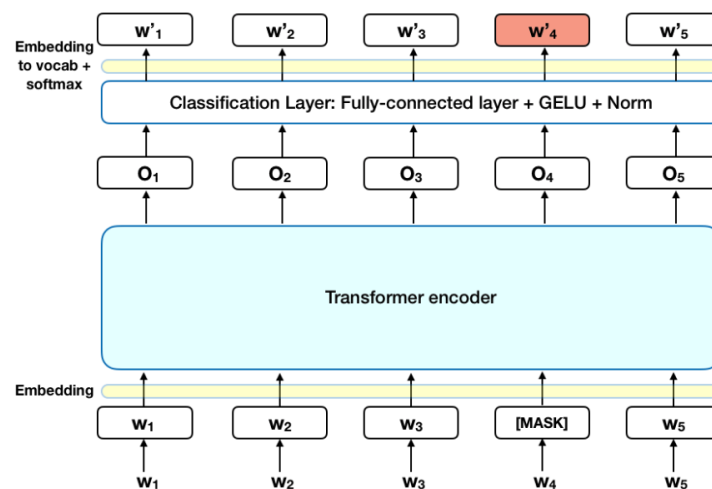 w'1 w'2 w'3 w'4 w'5
Embedding
to vocab +
softmax
Classification Layer: Fully-connected layer + GELU + Norm
O1 O2 O3 O4 O5
Transformer encoder
Embedding
w1 w2 w3 [MASK] w5
w1 w2 w3 w4 w5